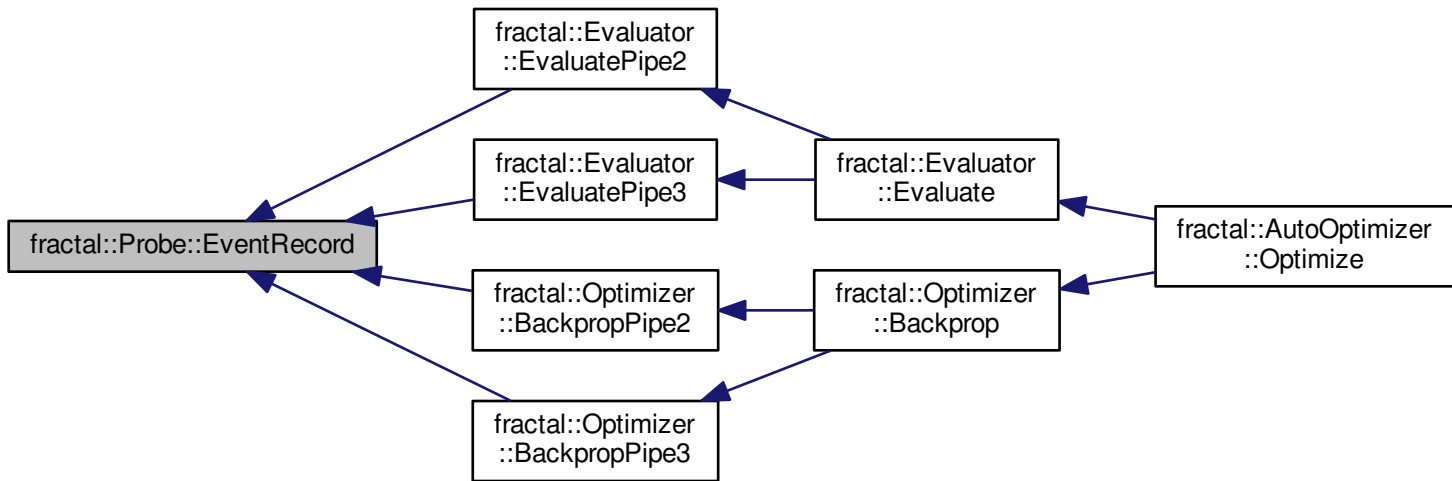 fractal::Evaluator
::EvaluatePipe2
fractal::Evaluator
::EvaluatePipe3
fractal::Evaluator
::Evaluate
fractal::AutoOptimizer
::Optimize
fractal::Probe::EventRecord
fractal::Optimizer
::BackpropPipe2
fractal::Optimizer
::Backprop
fractal::Optimizer
::BackpropPipe3